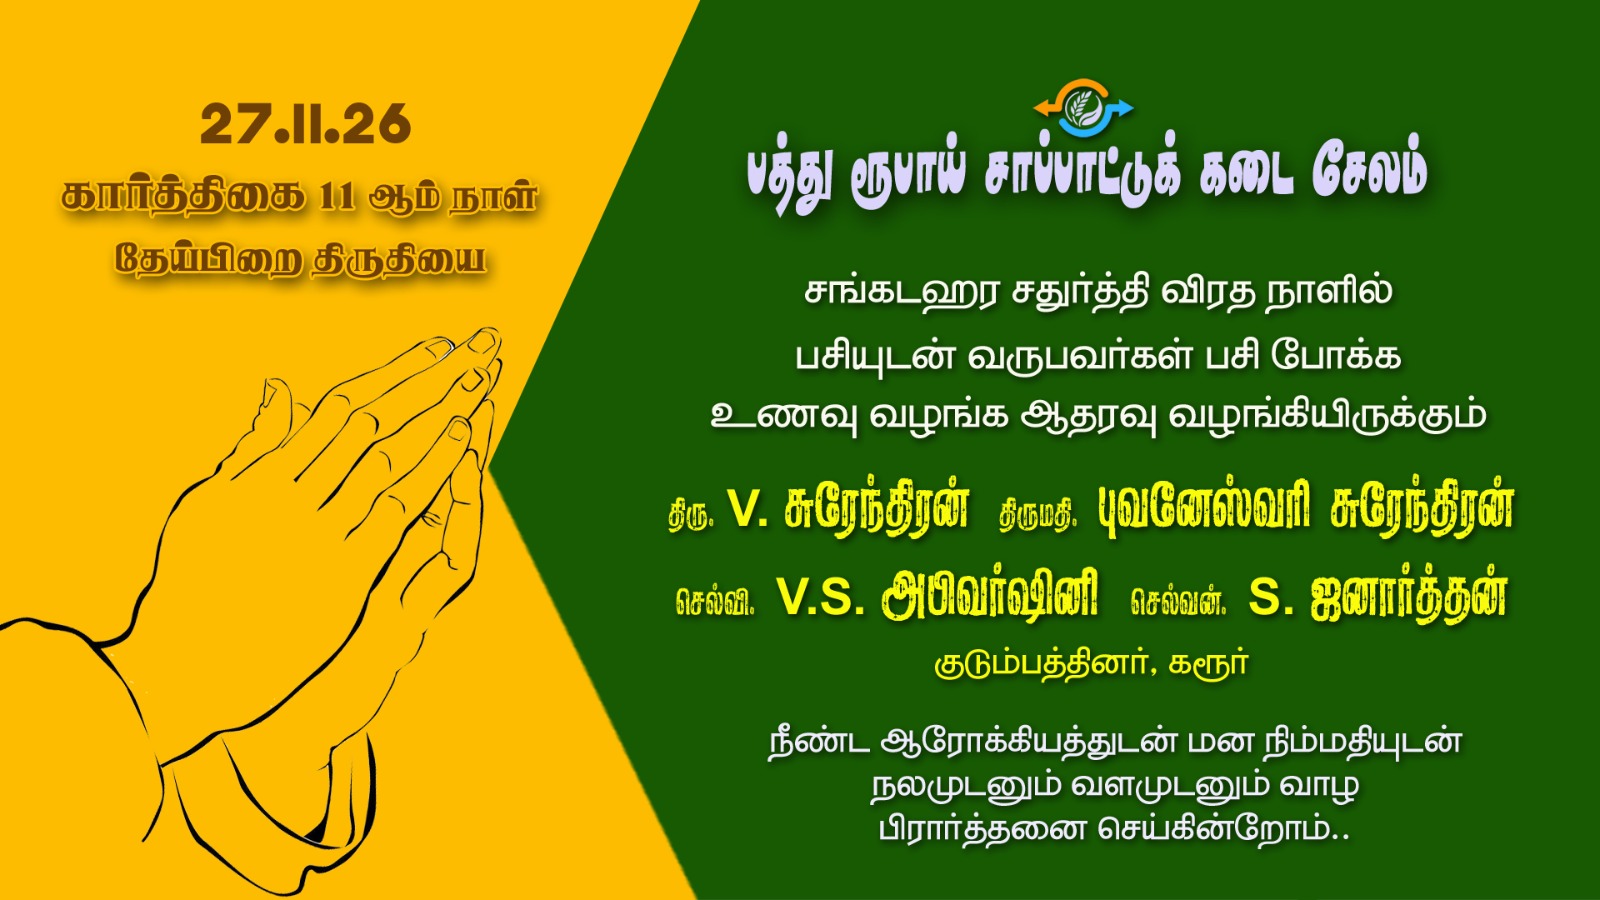 27.11.26
கார்த்திகை 11 ஆம் நாள்
தேய்பிறை திருதியை
பத்து ரூபாய் சாப்பாட்டுக் கடை சேலம்
சங்கடஹர சதுர்த்தி விரத நாளில்
பசியுடன் வருபவர்கள் பசி போக்க
உணவு வழங்க ஆதரவு வழங்கியிருக்கும்
திரு. V. சுரேந்திரன் திருமதி. புவனேஸ்வரி சுரேந்திரன்
செல்வி. V.S. அபிவர்ஷினி செல்வன். S. ஜனார்த்தன்
குடும்பத்தினர், கரூர்
நீண்ட ஆரோக்கியத்துடன் மன நிம்மதியுடன்
நலமுடனும் வளமுடனும் வாழ
பிரார்த்தனை செய்கின்றோம்..